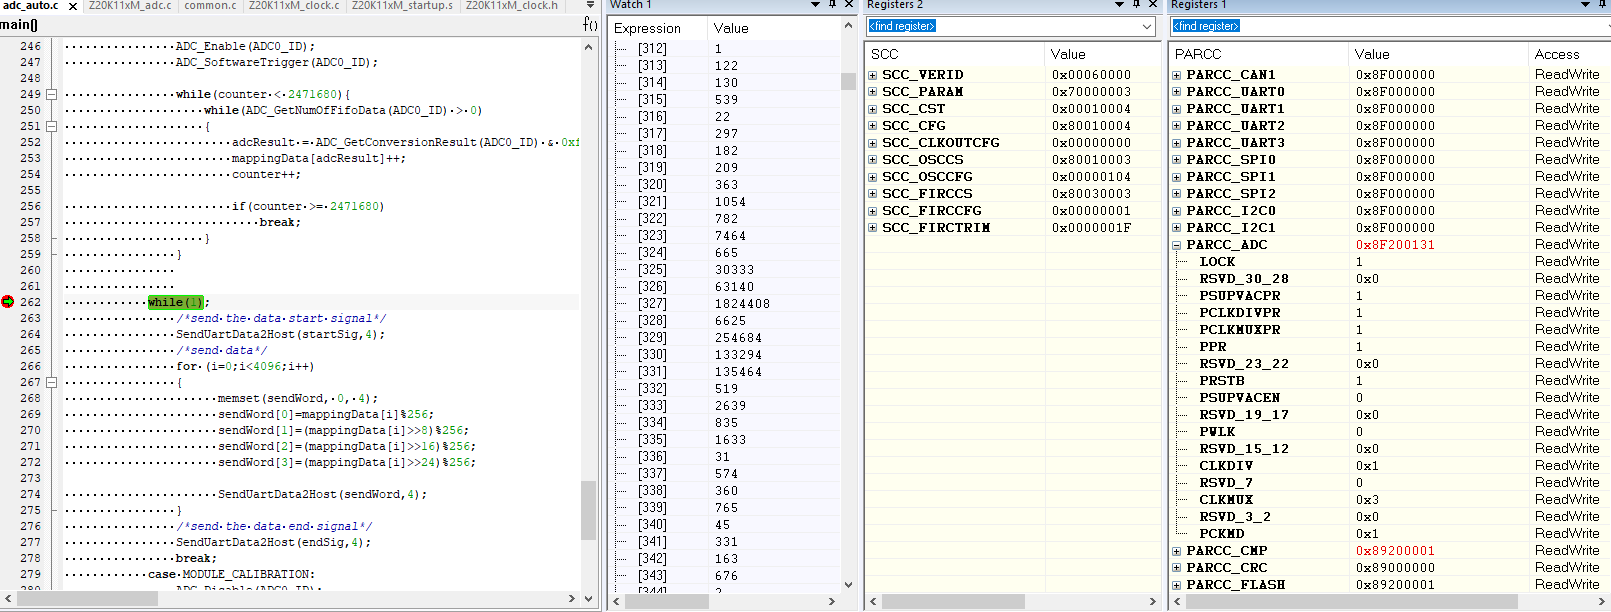 adc_auto.c Z20K11xM_adc.c common.c Z20K11xM_clock.c Z20K11xM_startup.s Z20K11xM_clock.h
main() f()
246 ADC_Enable(ADC0_ID);
247 ADC_SoftwareTrigger(ADC0_ID);
248
249 while(counter < 2471680){
250 while(ADC_GetNumOfFifoData(ADC0_ID) > 0)
251 {
252 adcResult = ADC_GetConversionResult(ADC0_ID) & 0xf
253 mappingData[adcResult]++;
254 counter++;
255
256 if(counter >= 2471680)
257 break;
258 }
259 }
260
261
262 while(1);
263 /*send the data start signal*/
264 SendUartData2Host(startSig,4);
265 /*send data*/
266 for (i=0;i<4096;i++)
267 {
268 memset(sendWord, 0, 4);
269 sendWord[0]=mappingData[i]%256;
270 sendWord[1]=(mappingData[i]>>8)%256;
271 sendWord[2]=(mappingData[i]>>16)%256;
272 sendWord[3]=(mappingData[i]>>24)%256;
273
274 SendUartData2Host(sendWord,4);
275 }
276 /*send the data end signal*/
277 SendUartData2Host(endSig,4);
278 break;
279 case MODULE_CALIBRATION:
280 ADC_Disable(ADC0_ID);
Watch 1
Expression Value
[312] 1
[313] 122
[314] 130
[315] 539
[316] 22
[317] 297
[318] 182
[319] 209
[320] 363
[321] 1054
[322] 782
[323] 7464
[324] 665
[325] 30333
[326] 63140
[327] 1824408
[328] 6625
[329] 254684
[330] 133294
[331] 135464
[332] 519
[333] 2639
[334] 835
[335] 1633
[336] 31
[337] 574
[338] 360
[339] 765
[340] 45
[341] 331
[342] 163
[343] 676
[344] 2
Registers 2
<find register>
SCC Value
SCC_VERID 0x00060000
SCC_PARAM 0x70000003
SCC_CST 0x00010004
SCC_CFG 0x80010004
SCC_CLKOUTCFG 0x00000000
SCC_OSCCS 0x80010003
SCC_OSCCFG 0x00000104
SCC_FIRCCS 0x80030003
SCC_FIRCCFG 0x00000001
SCC_FIRCTRIM 0x0000001F
Registers 1
<find register>
PARCC Value Access
PARCC_CAN1 0x8F000000 ReadWrite
PARCC_UART0 0x8F000000 ReadWrite
PARCC_UART1 0x8F000000 ReadWrite
PARCC_UART2 0x8F000000 ReadWrite
PARCC_UART3 0x8F000000 ReadWrite
PARCC_SPI0 0x8F000000 ReadWrite
PARCC_SPI1 0x8F000000 ReadWrite
PARCC_SPI2 0x8F000000 ReadWrite
PARCC_I2C0 0x8F000000 ReadWrite
PARCC_I2C1 0x8F000000 ReadWrite
PARCC_ADC 0x8F200131 ReadWrite
LOCK 1 ReadWrite
RSVD_30_28 0x0 ReadWrite
PSUPVACPR 1 ReadWrite
PCLKDIVPR 1 ReadWrite
PCLKMUXPR 1 ReadWrite
PPR 1 ReadWrite
RSVD_23_22 0x0 ReadWrite
PRSTB 1 ReadWrite
PSUPVACEN 0 ReadWrite
RSVD_19_17 0x0 ReadWrite
PWLK 0 ReadWrite
RSVD_15_12 0x0 ReadWrite
CLKDIV 0x1 ReadWrite
RSVD_7 0 ReadWrite
CLKMUX 0x3 ReadWrite
RSVD_3_2 0x0 ReadWrite
PCKMD 0x1 ReadWrite
PARCC_CMP 0x89200001 ReadWrite
PARCC_CRC 0x89000000 ReadWrite
PARCC_FLASH 0x89200001 ReadWrite